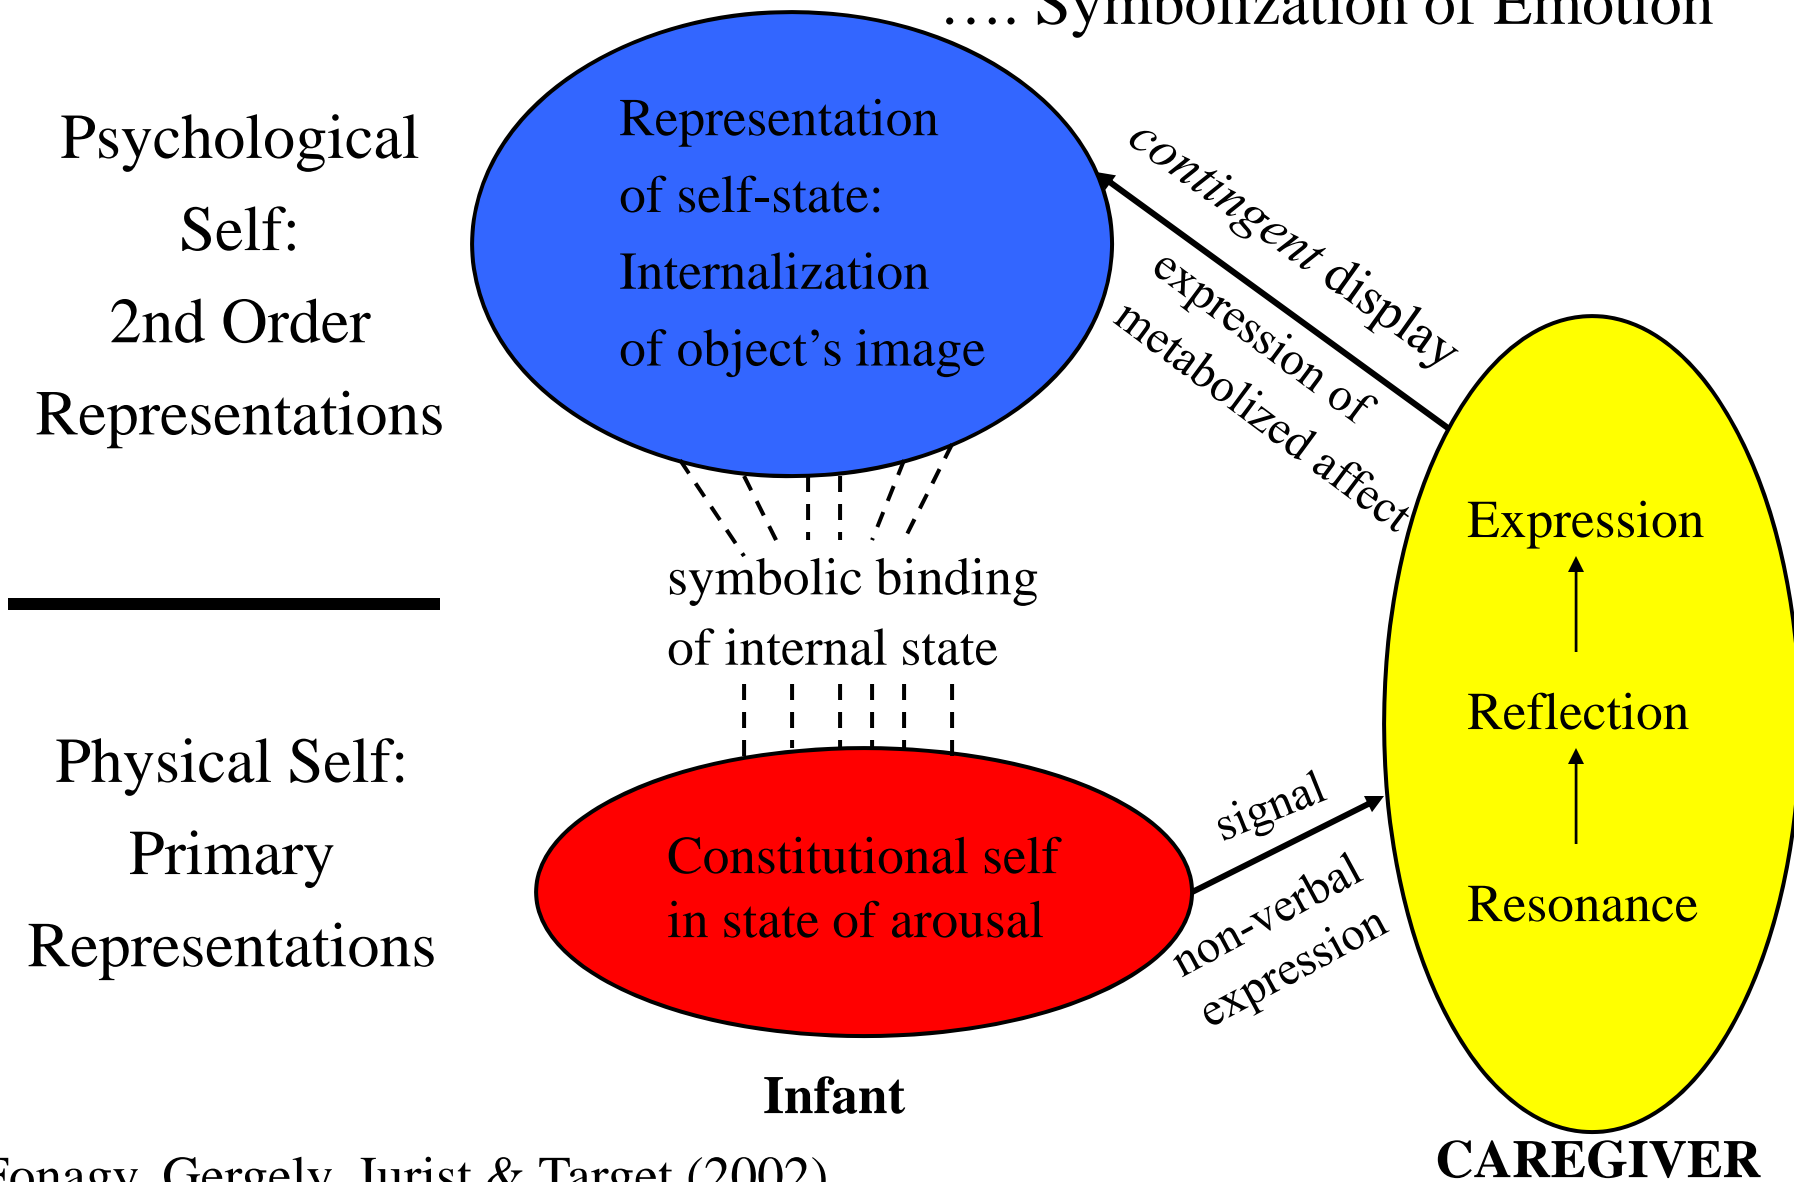 …. Symbolization of Emotion
Psychological
Self:
2nd Order
Representations
Representation
of self-state:
Internalization
of object’s image
contingent display
expression of
metabolized affect
symbolic binding
of internal state
Expression
Reflection
Resonance
Physical Self:
Primary
Representations
Constitutional self
in state of arousal
signal
non-verbal
expression
Infant
CAREGIVER
Fonagy, Gergely, Jurist & Target (2002)